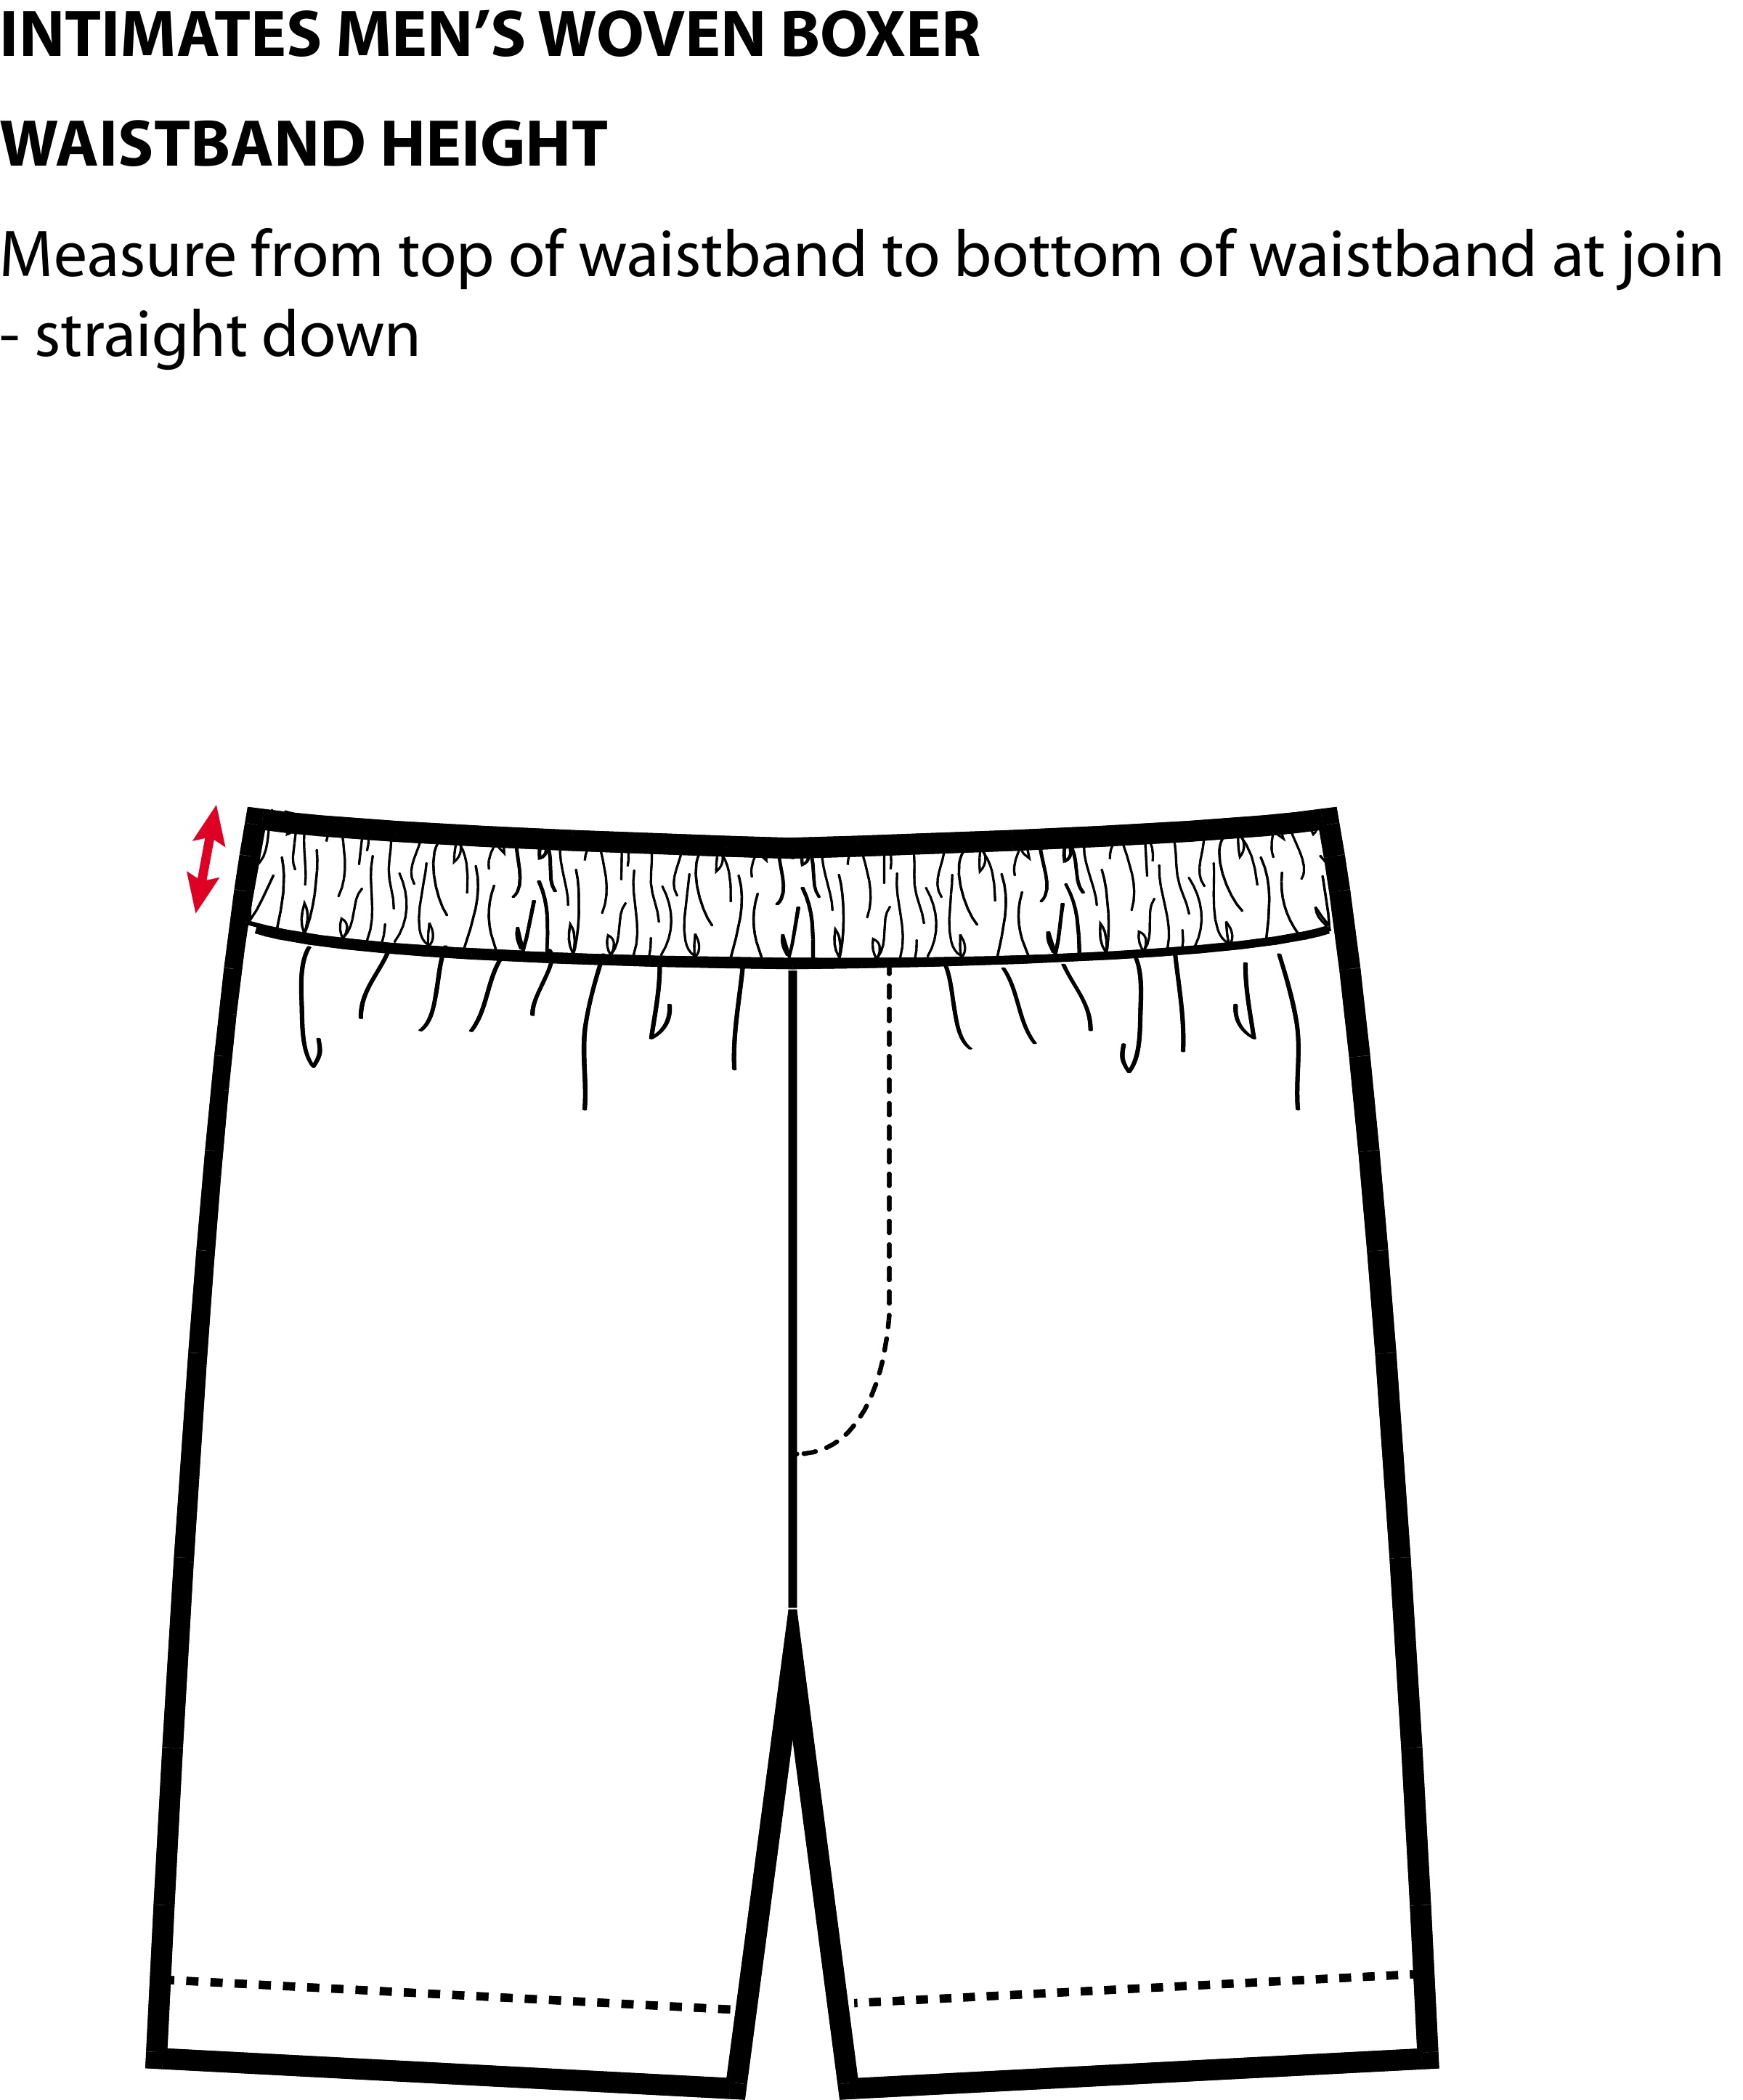 INTIMATES MEN’S WOVEN BOXER
WAISTBAND HEIGHT
Measure from top of waistband to bottom of waistband at join
- straight down